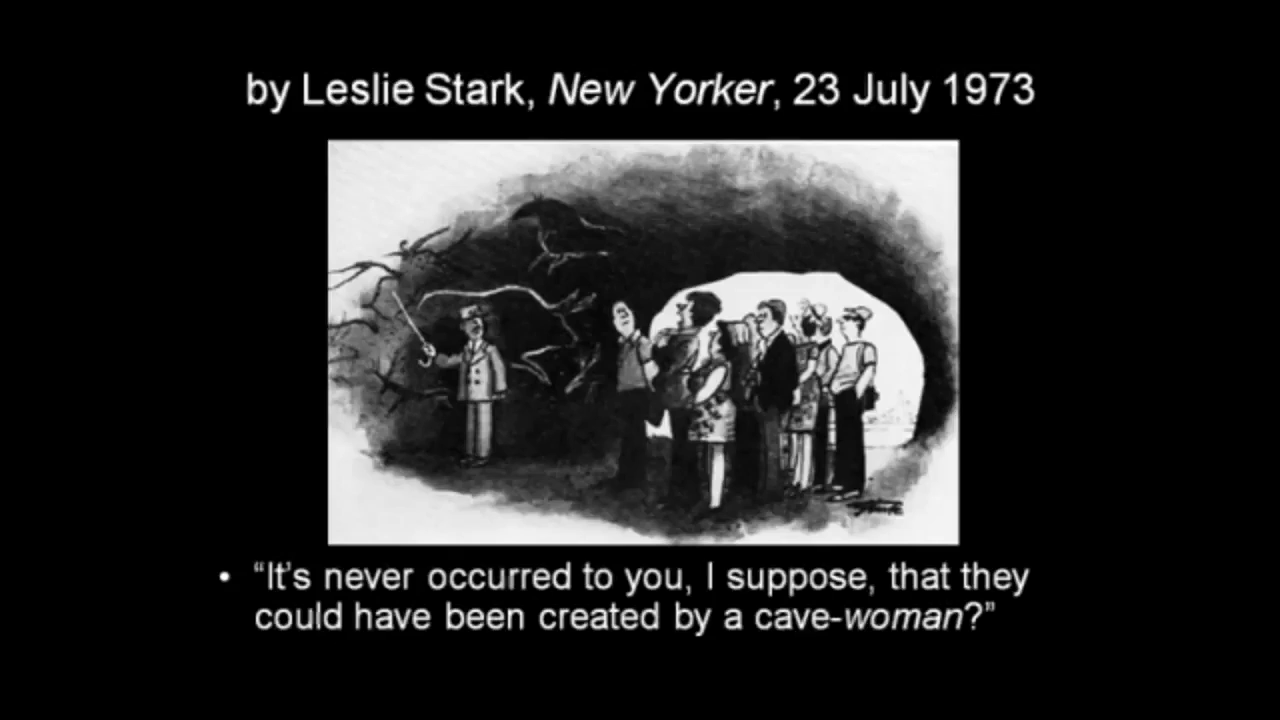 by Leslie Stark, New Yorker, 23 July 1973
• “It’s never occurred to you, I suppose, that they
could have been created by a cave-woman?”